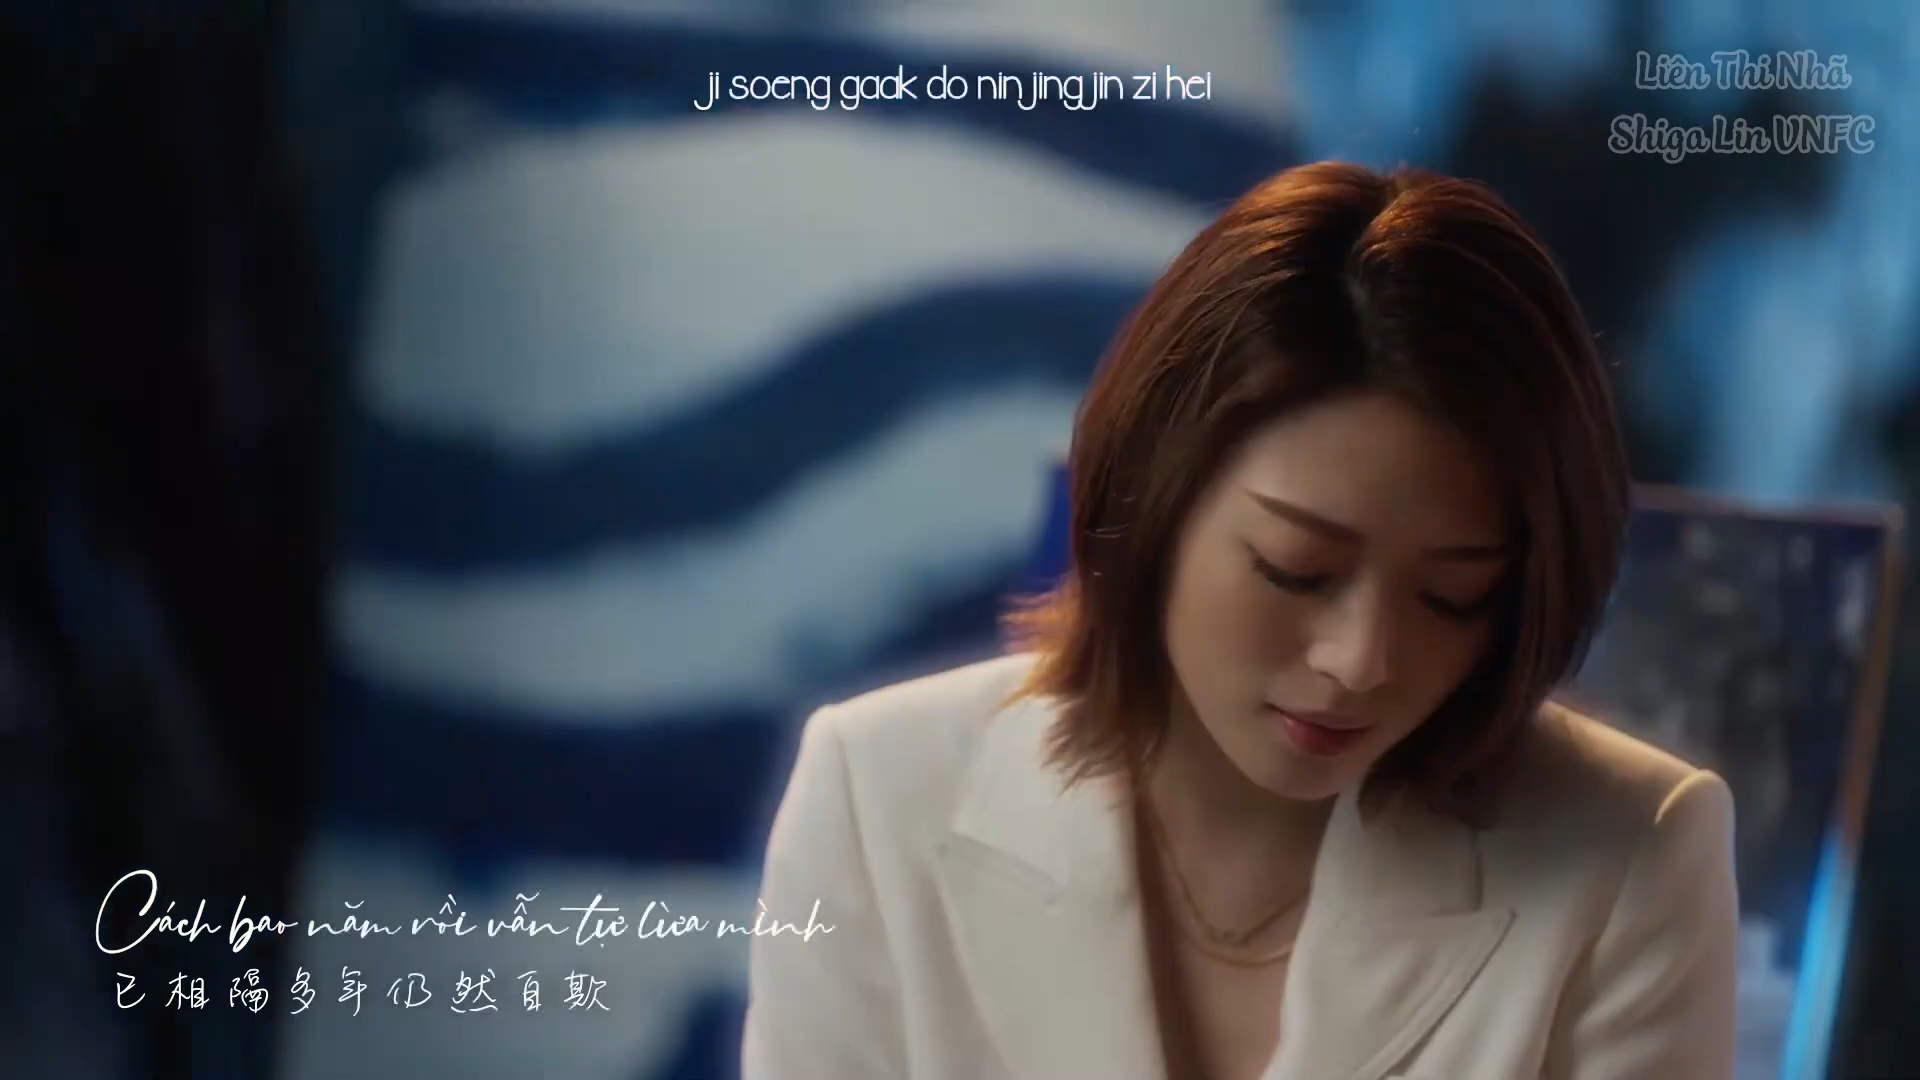 ji soeng gaak do nin jing jin zi hei
Liên Thi Nhã
Shiga Lin VNFC
Cách bao năm rồi vẫn tự lừa mình
已相隔多年仍然自欺